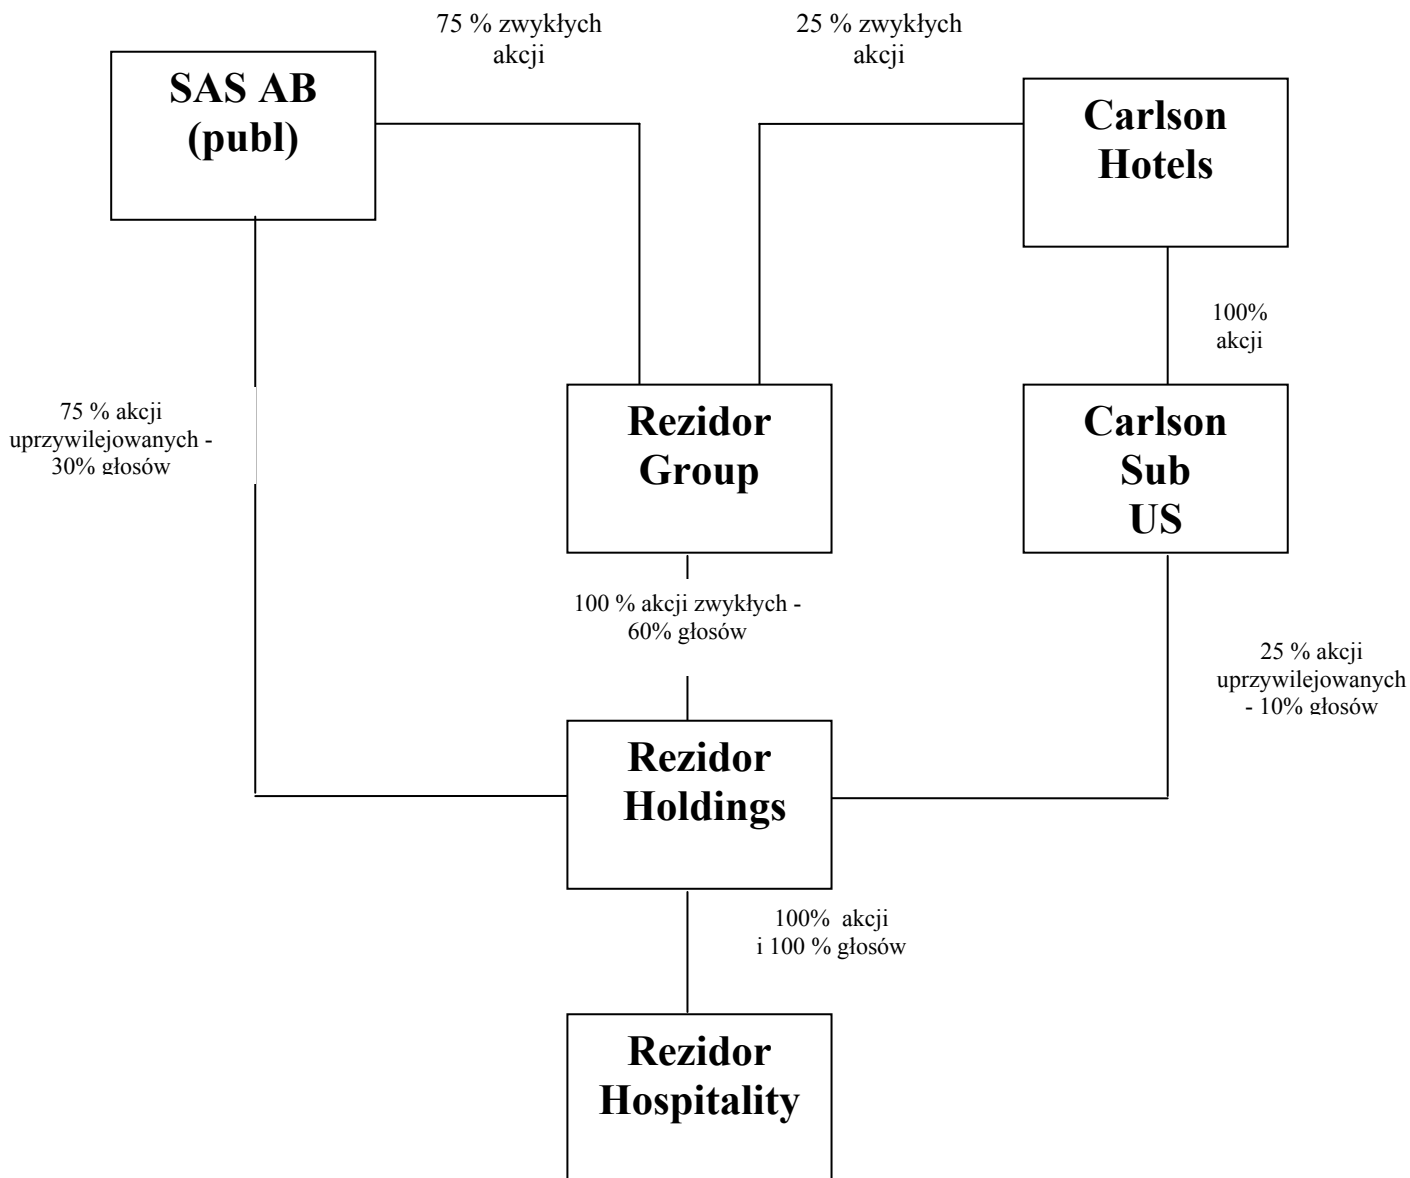 75 % zwykłych
akcji
25 % zwykłych
akcji
SAS AB
(publ)
Carlson
Hotels
100%
akcji
75 % akcji
uprzywilejowanych -
30% głosów
Rezidor
Group
Carlson
Sub
US
100 % akcji zwykłych -
60% głosów
25 % akcji
uprzywilejowanych
- 10% głosów
Rezidor
Holdings
100% akcji
i 100 % głosów
Rezidor
Hospitality